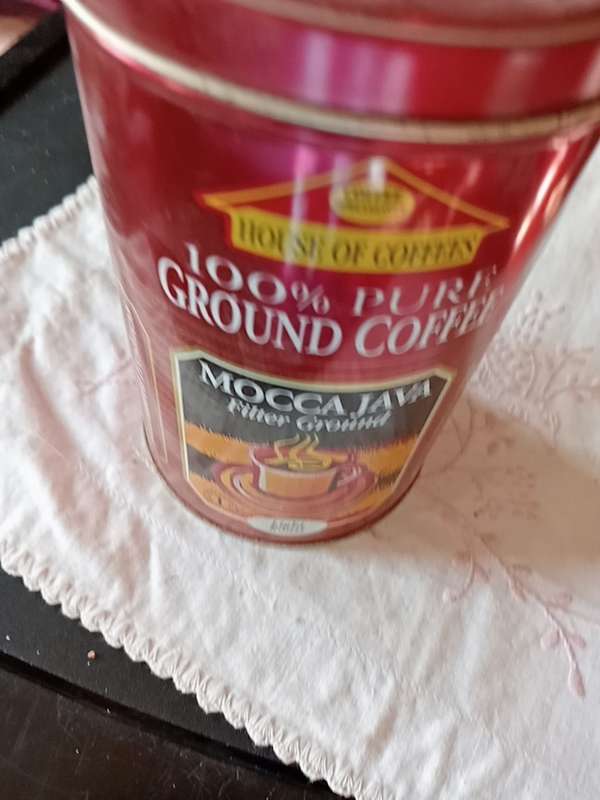 HOUSE OF COFFEES
100% PURE
GROUND COFFEE
MOCCA JAVA
Filter Ground